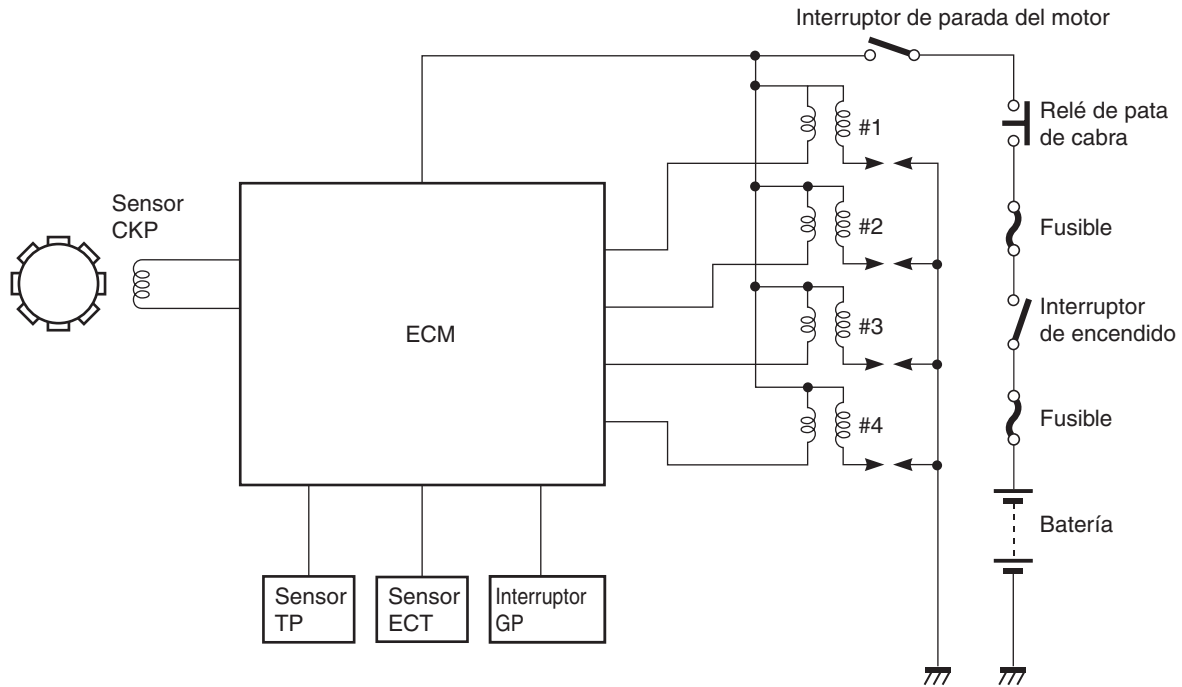 Interruptor de parada del motor
#1
Relé de pata
de cabra
Sensor
CKP
#2
Fusible
ECM
#3
Interruptor
de encendido
#4
Fusible
Batería
Sensor
TP
Sensor
ECT
Interruptor
GP